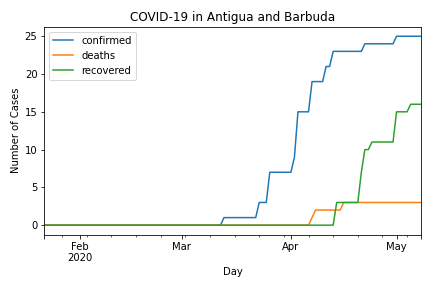 COVID-19 in Antigua and Barbuda
confirmed
deaths
recovered
Number of Cases
25
20
15
10
5
0
Feb
2020
Mar
Apr
May
Day